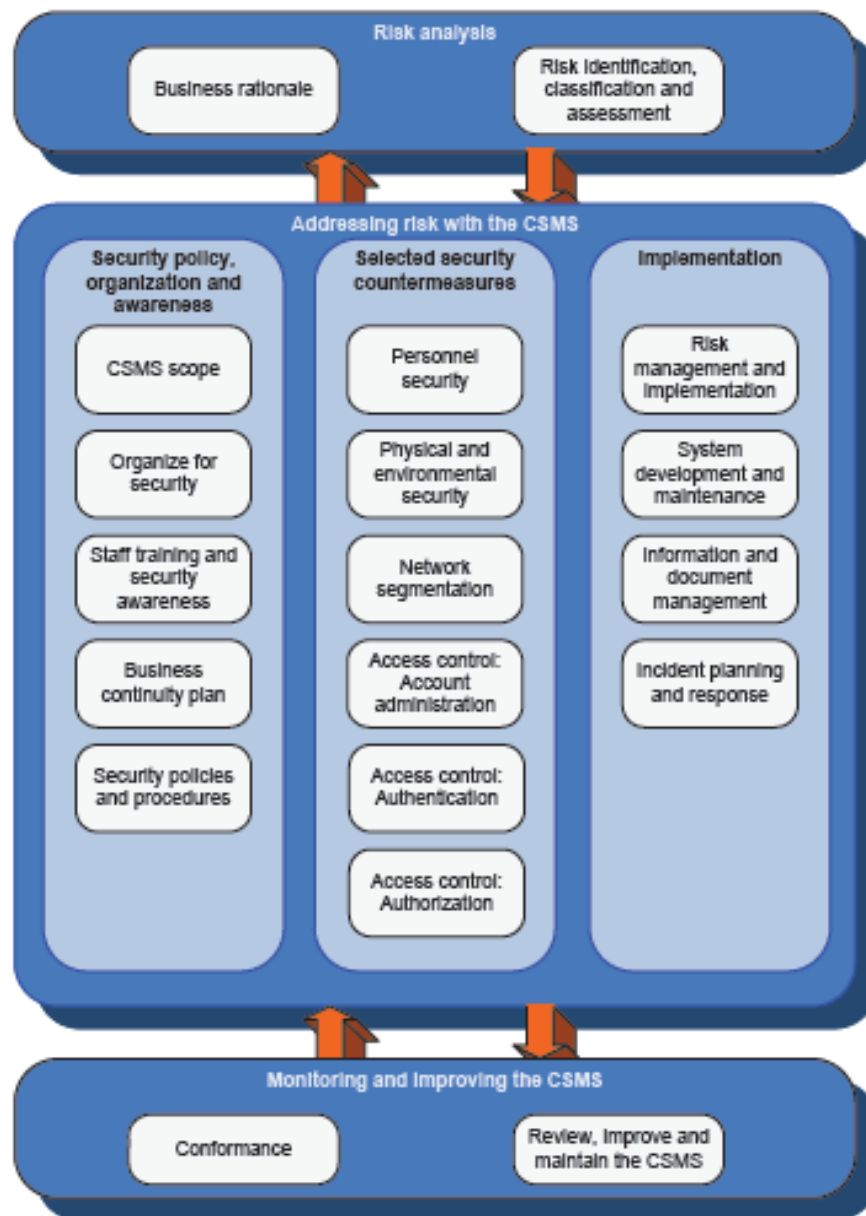 Risk analysis
Business rationale
Risk identification,
classification and
assessment
Addressing risk with the CSMS
Security policy,
organization and
awareness
CSMS scope
Organize for
security
Staff training and
security
awareness
Business
continuity plan
Security policies
and procedures
Selected security
countermeasures
Personnel
security
Physical and
environmental
security
Network
segmentation
Access control:
Account
administration
Access control:
Authentication
Access control:
Authorization
Implementation
Risk
management and
implementation
System
development and
maintenance
Information and
document
management
Incident planning
and response
Monitoring and improving the CSMS
Conformance
Review, improve and
maintain the CSMS